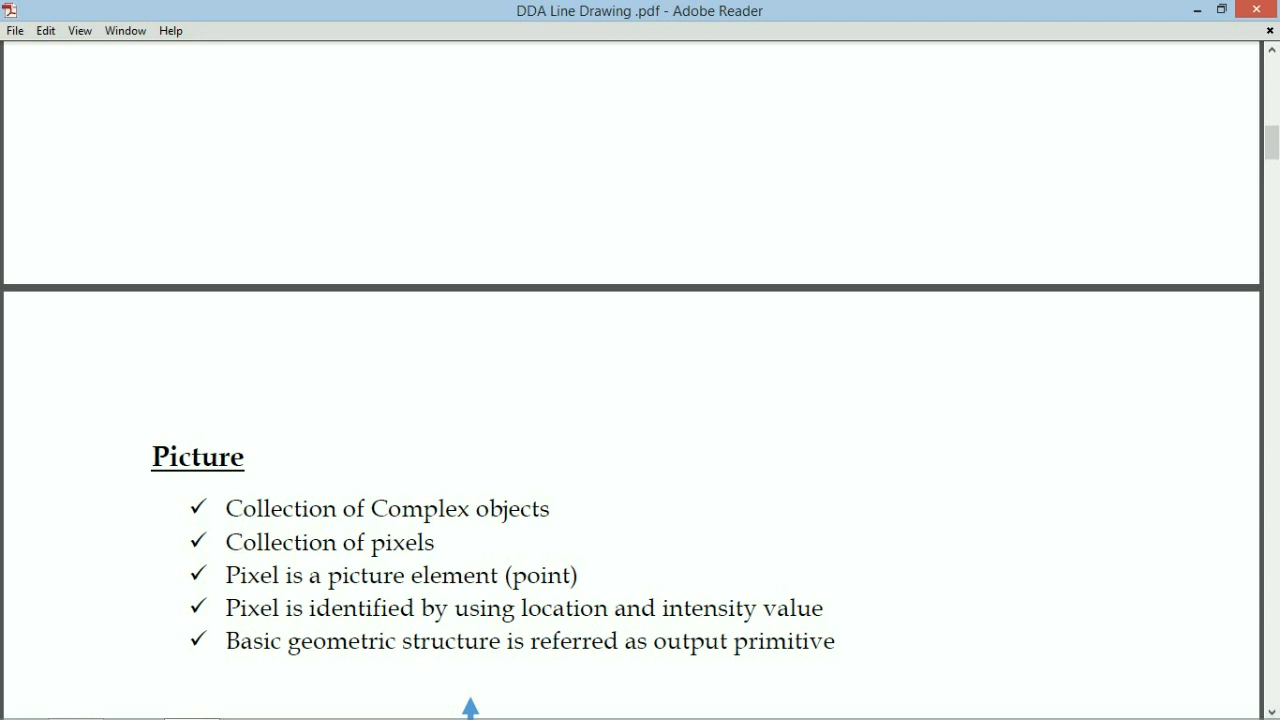 DDA Line Drawing .pdf - Adobe Reader
File Edit View Window Help
Picture
✓ Collection of Complex objects
✓ Collection of pixels
✓ Pixel is a picture element (point)
✓ Pixel is identified by using location and intensity value
✓ Basic geometric structure is referred as output primitive